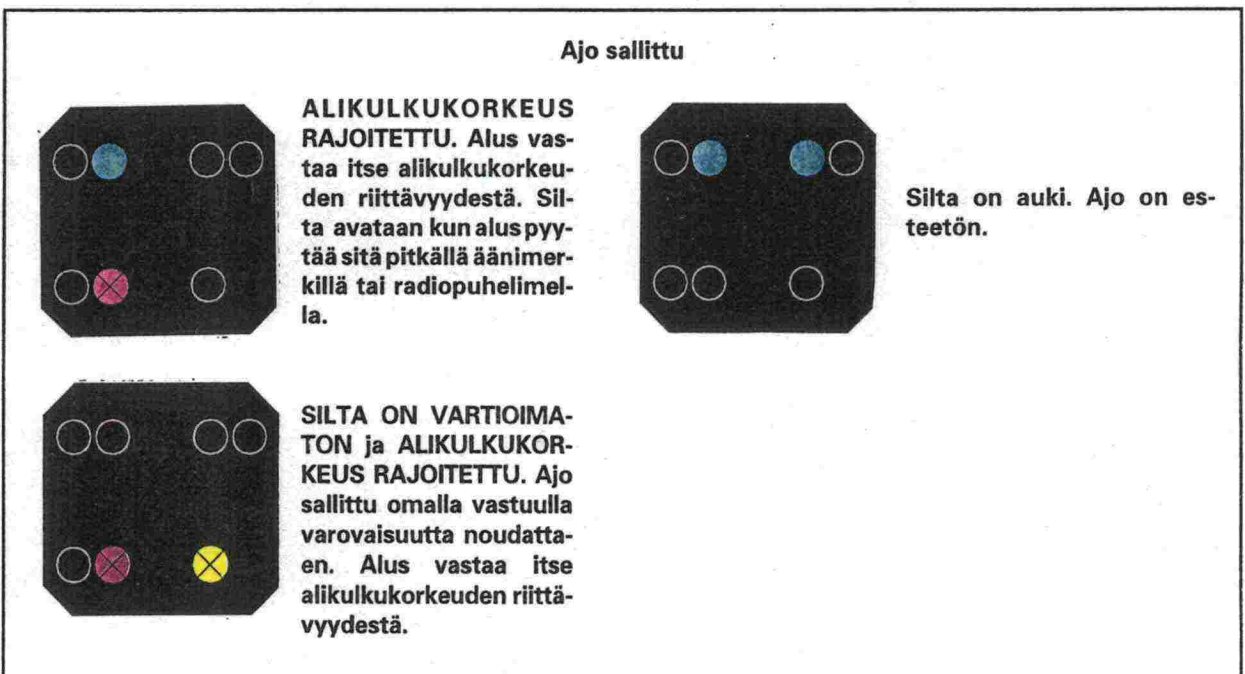 Ajo sallittu
ALIKULKUKORKEUS
RAJOITETTU. Alus vas-
taa itse alikulkukorkeu-
den riittävyydestä. Sil-
ta avataan kun alus pyy-
tää sitä pitkällä äänimer-
killä tai radiopuhelimel-
la.
Silta on auki. Ajo on es-
teetön.
SILTA ON VARTIOIMA-
TON ja ALIKULKUKOR-
KEUS RAJOITETTU. Ajo
sallittu omalla vastuulla
varovaisuutta noudatta-
en. Alus vastaa itse
alikulkukorkeuden riittä-
vyydestä.